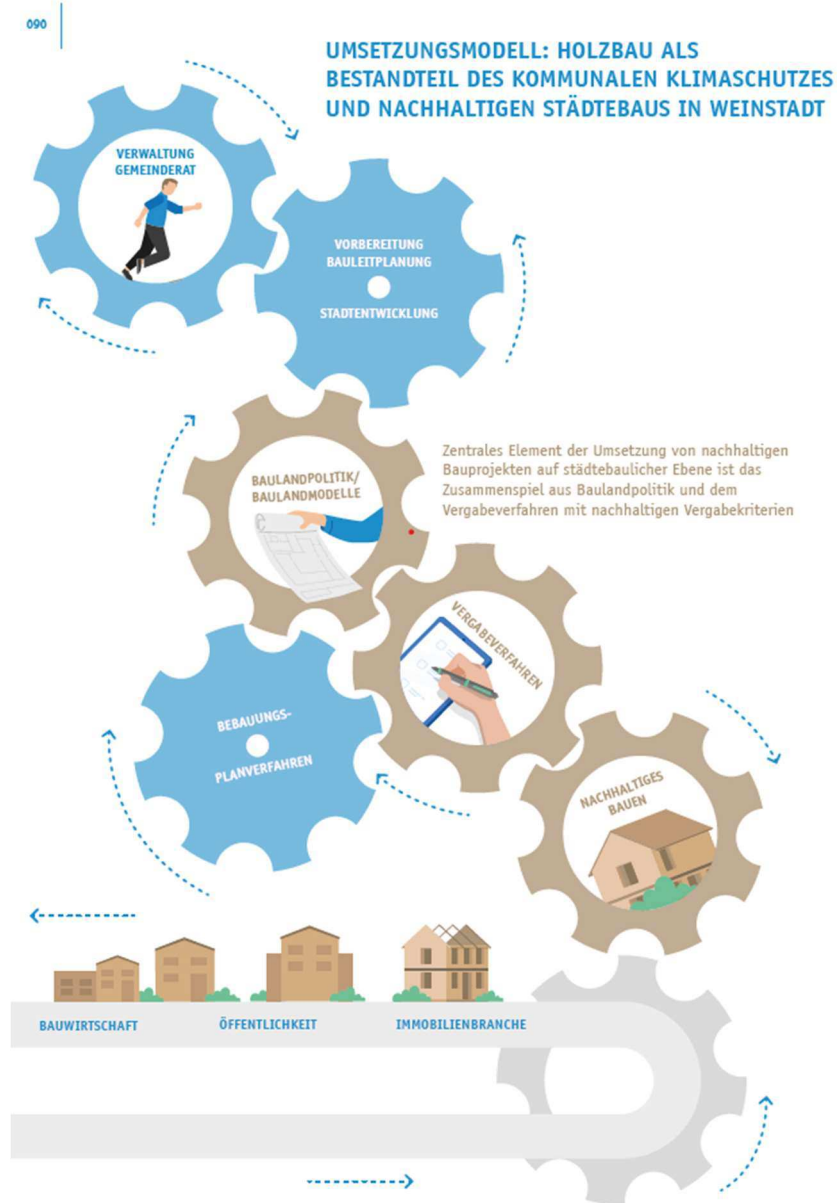 090
UMSETZUNGSMODELL: HOLZBAU ALS
BESTANDTEIL DES KOMMUNALEN KLIMASCHUTZES
UND NACHHALTIGEN STÄDTEBAUS IN WEINSTADT
VERWALTUNG
GEMEINDERAT
VORBEREITUNG
BAULEITPLANUNG
STADTENTWICKLUNG
BAULANDPOLITIK/
BAULANDMODELLE
Zentrales Element der Umsetzung von nachhaltigen
Bauprojekten auf städtebaulicher Ebene ist das
Zusammenspiel aus Baulandpolitik und dem
Vergabeverfahren mit nachhaltigen Vergabekriterien
VERGABEVERFAHREN
BEBAUUNGS-
PLANVERFAHREN
NACHHALTIGES
BAUEN
BAUWIRTSCHAFT
ÖFFENTLICHKEIT
IMMOBILIENBRANCHE